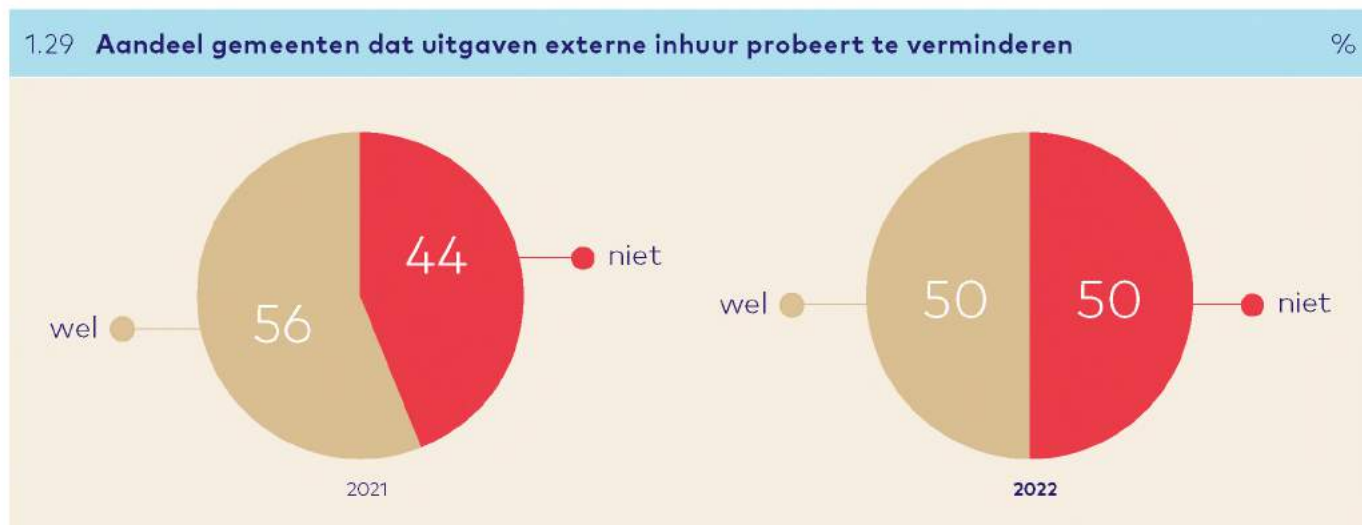 1.29 Aandeel gemeenten dat uitgaven externe inhuur probeert te verminderen %
44
niet
wel
56
2021
wel
50
50
niet
2022